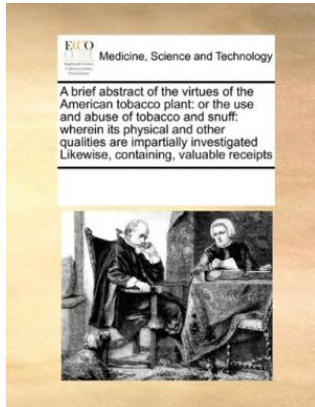 ECCO
Medicine, Science and Technology
A brief abstract of the virtues of the
American tobacco plant: or the use
and abuse of tobacco and snuff:
wherein its physical and other
qualities are impartially investigated
Likewise, containing, valuable receipts